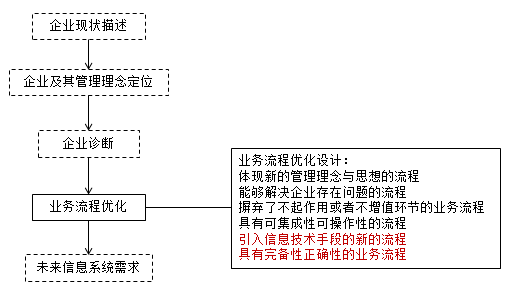 企业现状描述
企业及其管理理念定位
企业诊断
业务流程优化
未来信息系统需求
业务流程优化设计：
体现新的管理理念与思想的流程
能够解决企业存在问题的流程
摒弃了不起作用或者不增值环节的业务流程
具有可集成性可操作性的流程
引入信息技术手段的新的流程
具有完备性正确性的业务流程